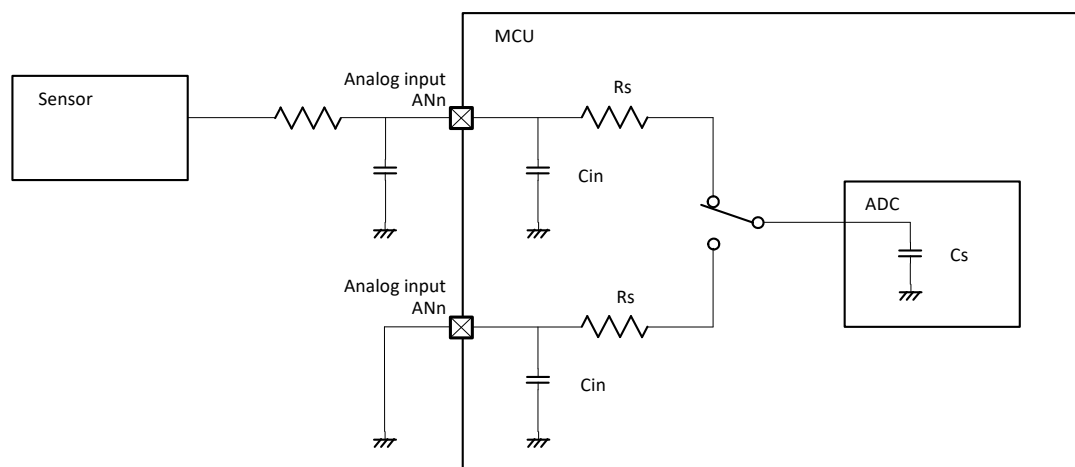 MCU
Sensor
Analog input
ANn
Rs
Cin
ADC
Cs
Analog input
ANn
Rs
Cin